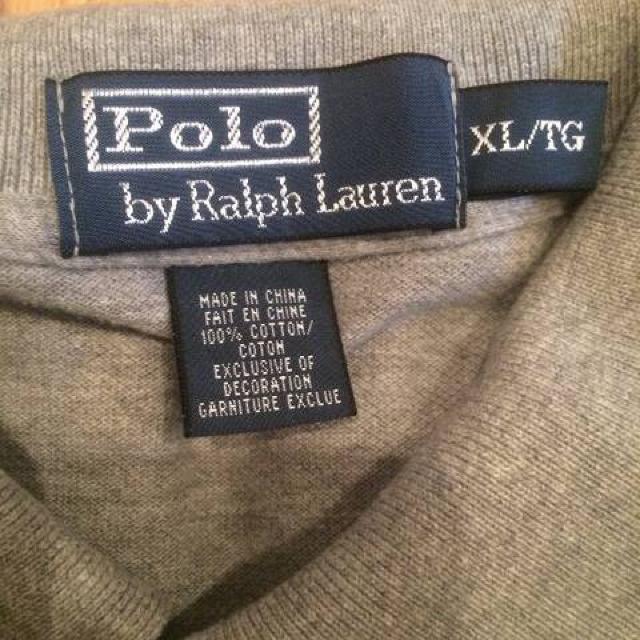 Polo
by Ralph Lauren
XL/TG
MADE IN CHINA
FAIT EN CHINE
100% COTTON/
COTON
EXCLUSIVE OF
DECORATION
GARNITURE EXCLUE